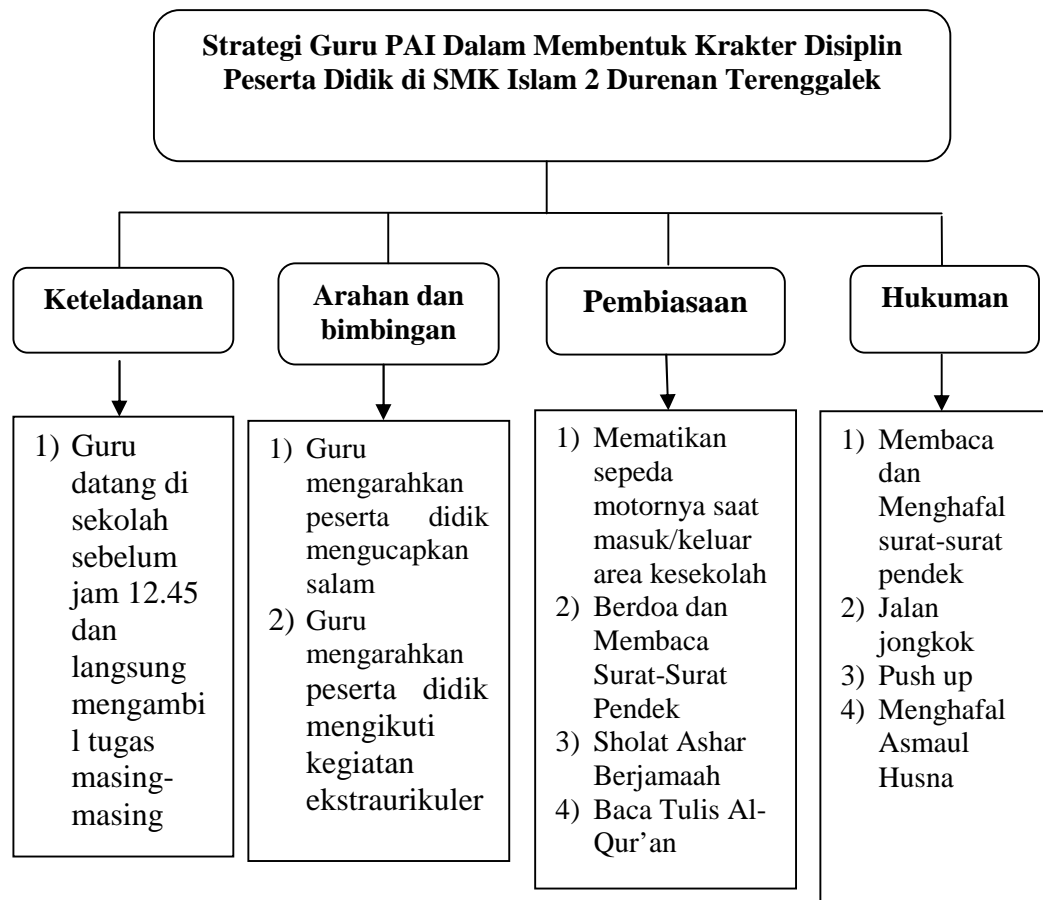 Strategi Guru PAI Dalam Membentuk Krakter Disiplin
Peserta Didik di SMK Islam 2 Durenan Terenggalek
Keteladanan
Arahan dan
bimbingan
Pembiasaan
Hukuman
1) Guru
datang di
sekolah
sebelum
jam 12.45
dan
langsung
mengambi
l tugas
masing-
masing
1) Guru
mengarahkan
peserta didik
mengucapkan
salam
2) Guru
mengarahkan
peserta didik
mengikuti
kegiatan
ekstraurikuler
1) Mematikan
sepeda
motornya saat
masuk/keluar
area kesekolah
2) Berdoa dan
Membaca
Surat-Surat
Pendek
3) Sholat Ashar
Berjamaah
4) Baca Tulis Al-
Qur’an
1) Membaca
dan
Menghafal
surat-surat
pendek
2) Jalan
jongkok
3) Push up
4) Menghafal
Asmaul
Husna